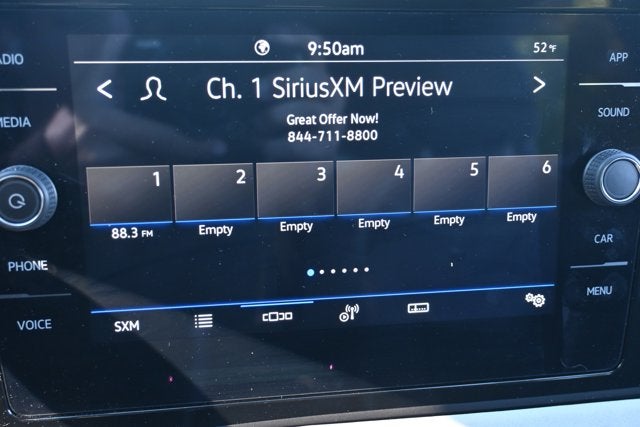 9:50am
52°F
RADIO
APP
< Ch. 1 SiriusXM Preview >
Great Offer Now!
844-711-8800
MEDIA
SOUND
1 2 3 4 5 6
88.3 FM Empty Empty Empty Empty Empty
PHONE
CAR
MENU
VOICE
SXM